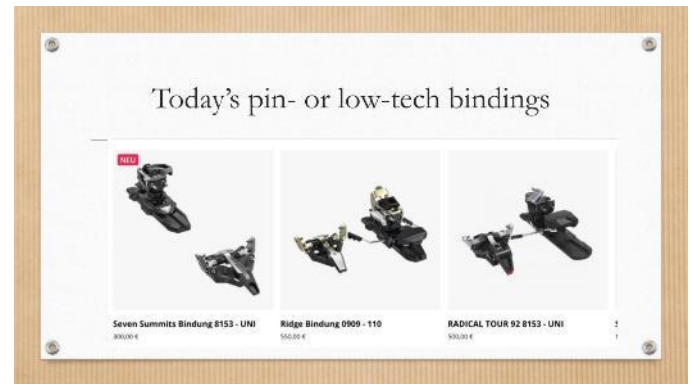 Today's pin- or low-tech bindings
NEU
Seven Summits Bindung 8153 - UNI
Ridge Bindung 0909 - 110
RADICAL TOUR 92 8153 - UNI
300,00 €
550,00 €
500,00 €